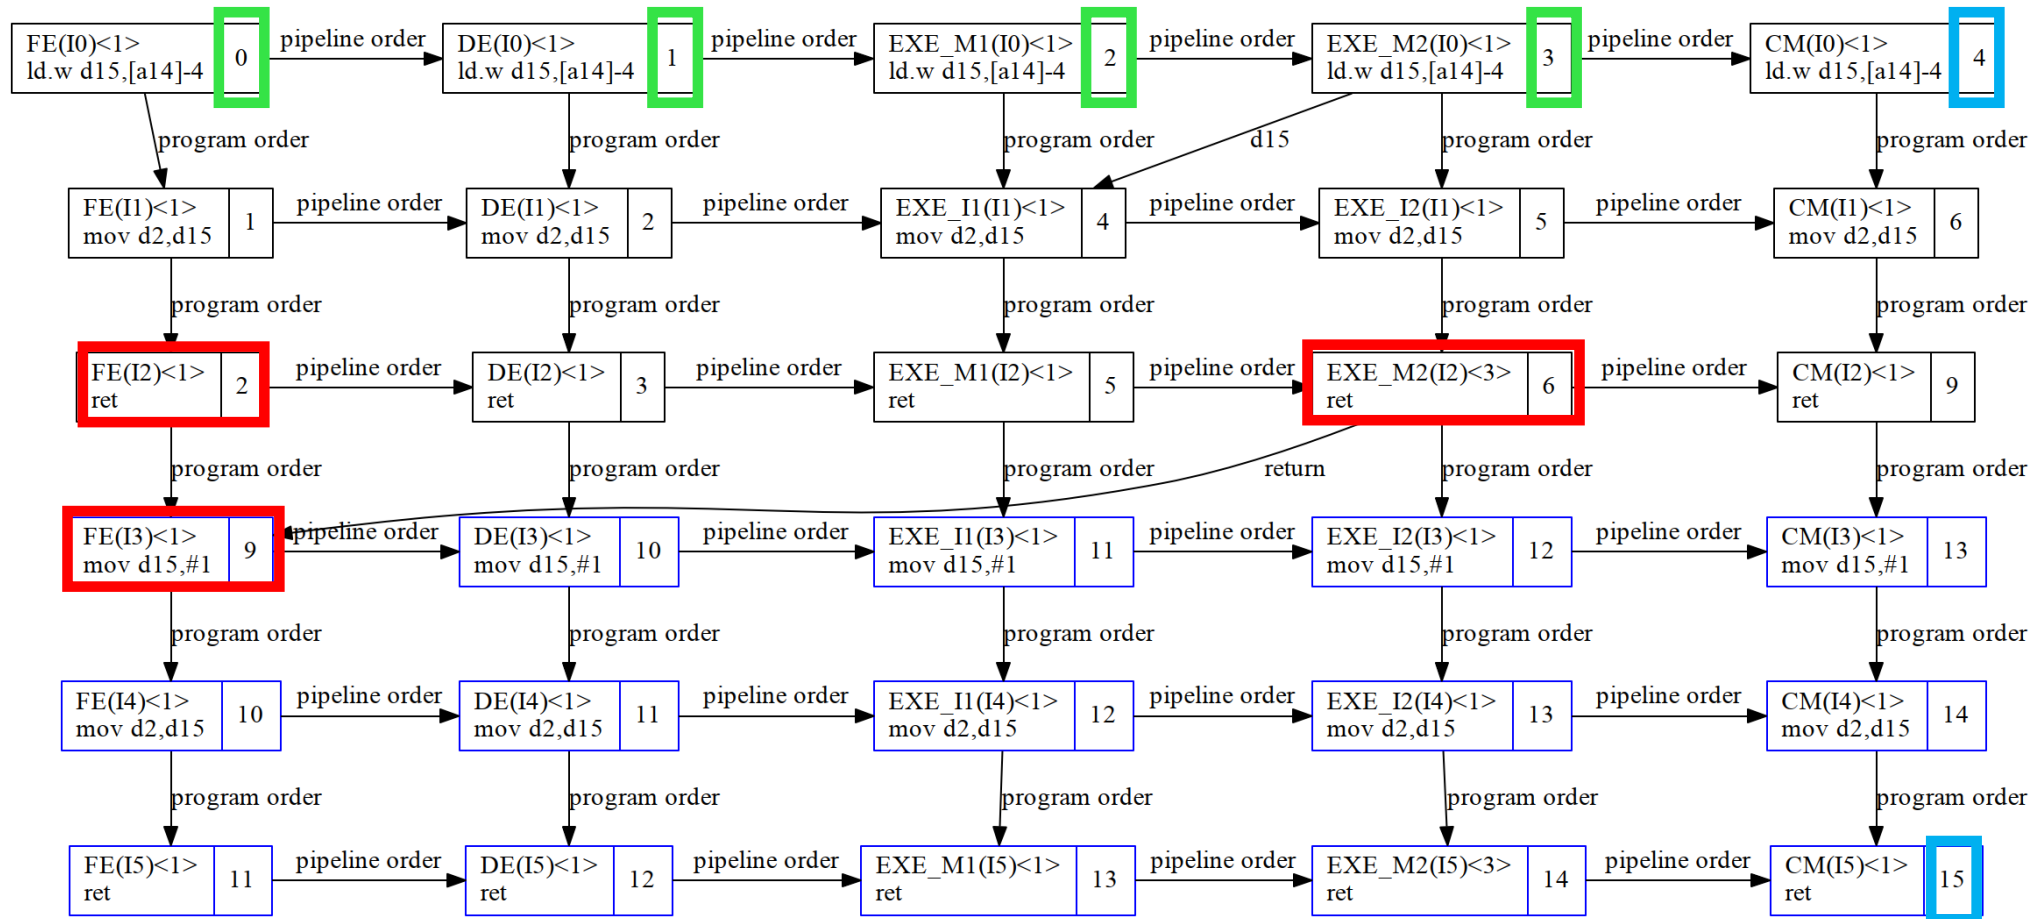 FE(I0)<1>
ld.w d15,[a14]-4
0
pipeline order
DE(I0)<1>
ld.w d15,[a14]-4
1
pipeline order
EXE_M1(I0)<1>
ld.w d15,[a14]-4
2
pipeline order
EXE_M2(I0)<1>
ld.w d15,[a14]-4
3
pipeline order
CM(I0)<1>
ld.w d15,[a14]-4
4
program order
program order
program order
d15
program order
program order
FE(I1)<1>
mov d2,d15
1
pipeline order
DE(I1)<1>
mov d2,d15
2
pipeline order
EXE_I1(I1)<1>
mov d2,d15
4
pipeline order
EXE_I2(I1)<1>
mov d2,d15
5
pipeline order
CM(I1)<1>
mov d2,d15
6
program order
program order
program order
program order
program order
FE(I2)<1>
ret
2
pipeline order
DE(I2)<1>
ret
3
pipeline order
EXE_M1(I2)<1>
ret
5
pipeline order
EXE_M2(I2)<3>
ret
6
pipeline order
CM(I2)<1>
ret
9
program order
program order
program order
return
program order
program order
FE(I3)<1>
mov d15,#1
9
pipeline order
DE(I3)<1>
mov d15,#1
10
pipeline order
EXE_I1(I3)<1>
mov d15,#1
11
pipeline order
EXE_I2(I3)<1>
mov d15,#1
12
pipeline order
CM(I3)<1>
mov d15,#1
13
program order
program order
program order
program order
program order
FE(I4)<1>
mov d2,d15
10
pipeline order
DE(I4)<1>
mov d2,d15
11
pipeline order
EXE_I1(I4)<1>
mov d2,d15
12
pipeline order
EXE_I2(I4)<1>
mov d2,d15
13
pipeline order
CM(I4)<1>
mov d2,d15
14
program order
program order
program order
program order
program order
FE(I5)<1>
ret
11
pipeline order
DE(I5)<1>
ret
12
pipeline order
EXE_M1(I5)<1>
ret
13
pipeline order
EXE_M2(I5)<3>
ret
14
pipeline order
CM(I5)<1>
ret
15